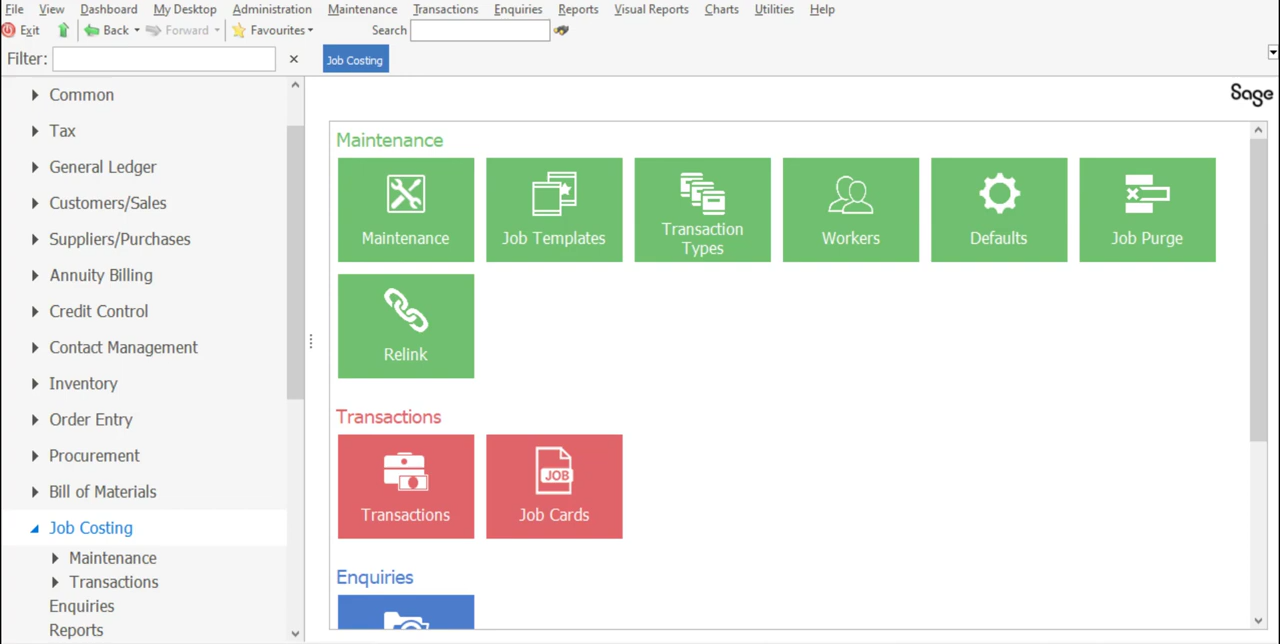 File View Dashboard My Desktop Administration Maintenance Transactions Enquiries Reports Visual Reports Charts Utilities Help
Exit Back Forward Favourites Search
Filter: Job Costing
Sage
Common
Tax
General Ledger
Customers/Sales
Suppliers/Purchases
Annuity Billing
Credit Control
Contact Management
Inventory
Order Entry
Procurement
Bill of Materials
Job Costing
Maintenance
Transactions
Enquiries
Reports
Maintenance
Maintenance
Job Templates
Transaction
Types
Workers
Defaults
Job Purge
Relink
Transactions
Transactions
JOB
Job Cards
Enquiries